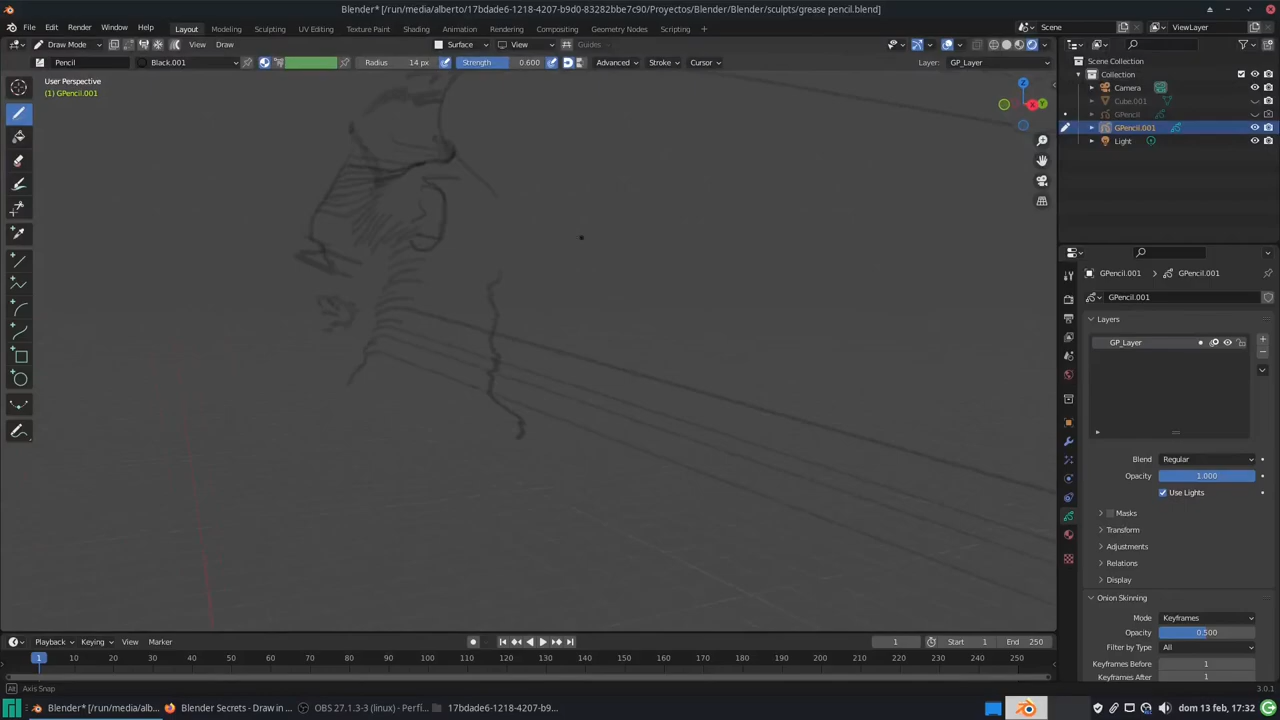 Blender* [/run/media/alberto/17bdade6-1218-4207-b9d0-83282bbe7c90/Proyectos/Blender/Blender/sculpts/grease pencil.blend]
File Edit Render Window Help Layout Modeling Sculpting UV Editing Texture Paint Shading Animation Rendering Compositing Geometry Nodes Scripting Scene ViewLayer
Draw Mode View Draw Surface View Guides
Pencil Black.001 Radius 14 px Strength 0.600 Advanced Stroke Cursor Layer: GP_Layer
User Perspective
(1) GPencil.001
Z
X
Y
Scene Collection
Collection
Camera
Cube.001
GPencil
GPencil.001
Light
GPencil.001 GPencil.001
GPencil.001
Layers
GP_Layer
Blend Regular
Opacity 1.000
Use Lights
Masks
Transform
Adjustments
Relations
Display
Onion Skinning
Mode Keyframes
Opacity 0.500
Filter by Type All
Keyframes Before 1
Keyframes After 1
Playback Keying View Marker 1 Start 1 End 250
1 10 20 30 40 50 60 70 80 90 100 110 120 130 140 150 160 170 180 190 200 210 220 230 240 250
Alt Axis Snap 3.0.1
Blender* [/run/media/alberto/17bdade6-1218-4207-b9... Blender Secrets - Draw in ... OBS 27.1.3-3 (linux) - Perfi... 17bdade6-1218-4207-b9d0-... dom 13 feb, 17:32